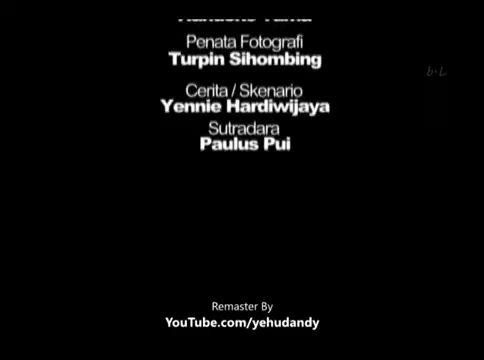 Penata Fotografi
Turpin Sihombing
Cerita / Skenario
Yennie Hardiwijaya
Sutradara
Paulus Pui
Remaster By
YouTube.com/yehudandy